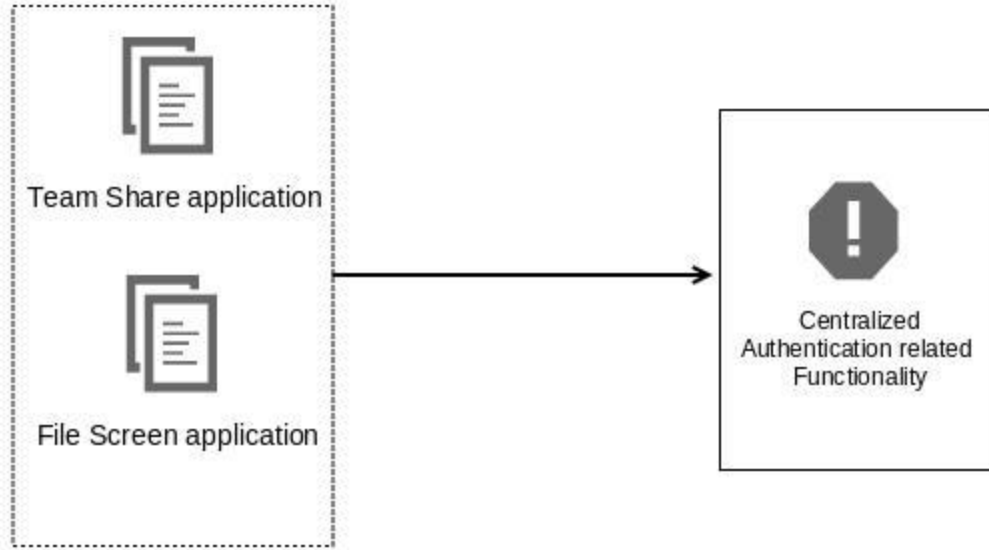 Team Share application
File Screen application
Centralized
Authentication related
Functionality